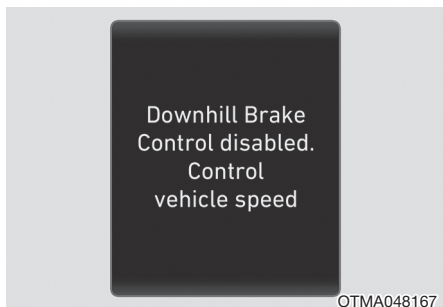 Downhill Brake
Control disabled.
Control
vehicle speed
OTMA048167